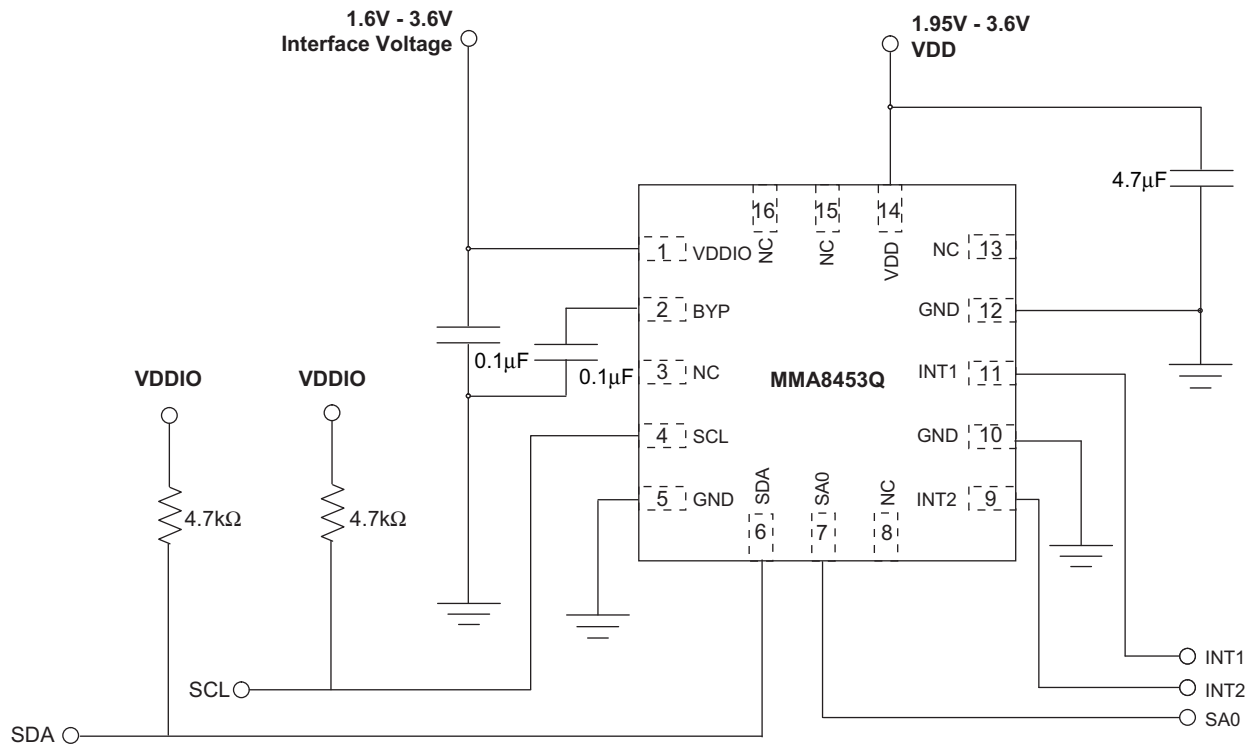 1.6V - 3.6V
Interface Voltage
1.95V - 3.6V
VDD
4.7μF
16 15 14
NC NC VDD
1 VDDIO
NC 13
2 BYP
GND 12
0.1μF
0.1μF
3 NC
MMA8453Q
INT1 11
VDDIO
VDDIO
4 SCL
GND 10
5 GND
SDA SA0 NC
INT2 9
6 7 8
4.7kΩ
4.7kΩ
INT1
SCL
INT2
SDA
SA0